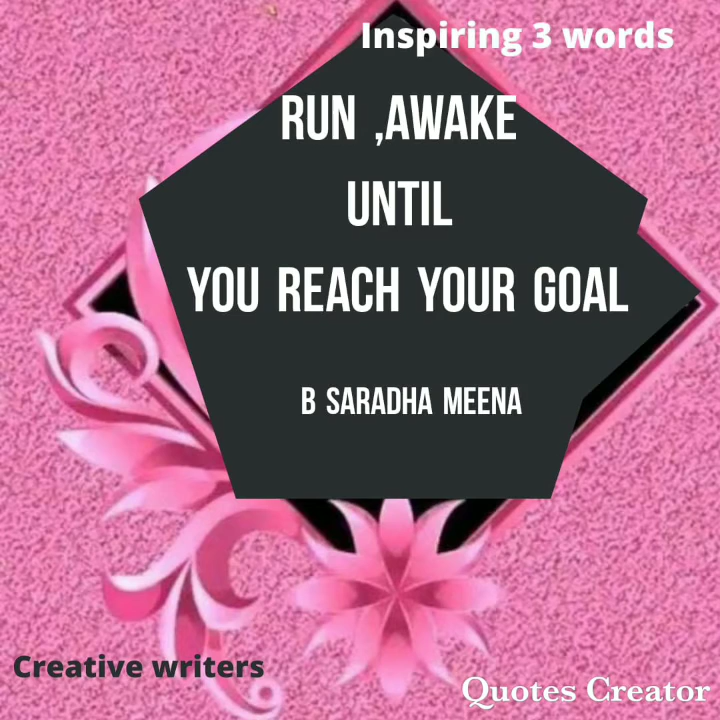 Inspiring 3 words
RUN ,AWAKE
UNTIL
YOU REACH YOUR GOAL
B SARADHA MEENA
Creative writers
Quotes Creator